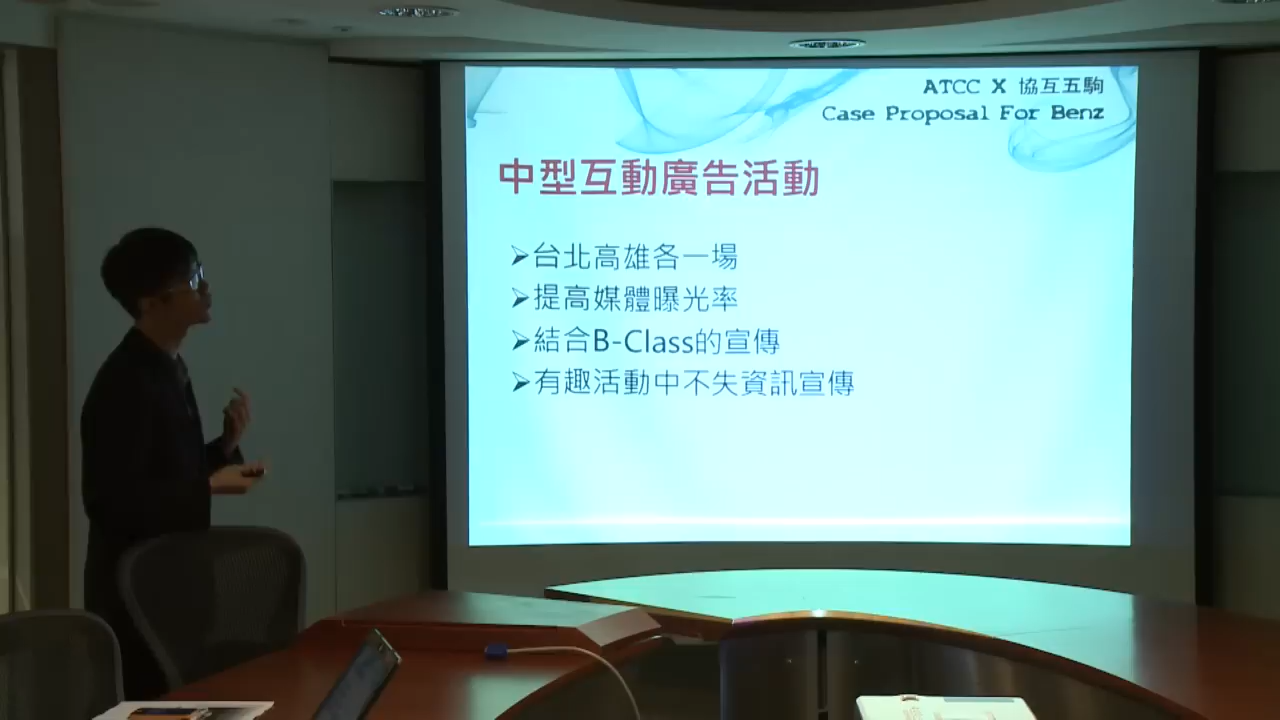 ATCC X 協互五駒
Case Proposal For Benz
中型互動廣告活動
➢台北高雄各一場
➢提高媒體曝光率
➢結合B-Class的宣傳
➢有趣活動中不失資訊宣傳